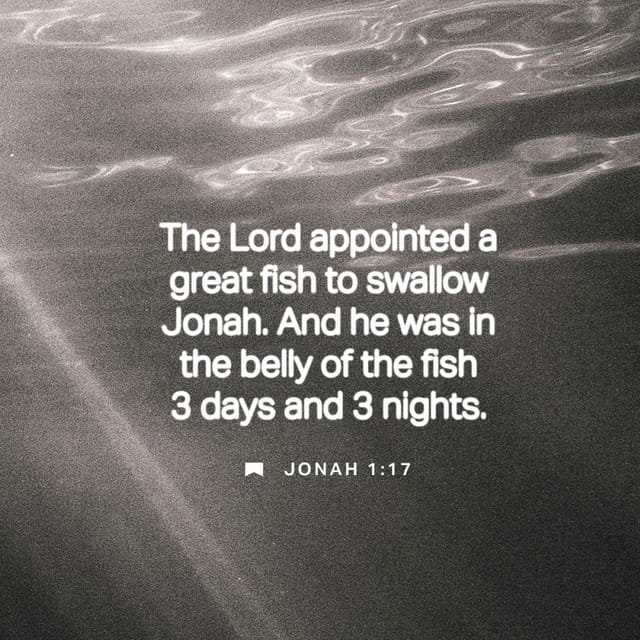 The Lord appointed a
great fish to swallow
Jonah. And he was in
the belly of the fish
3 days and 3 nights.
JONAH 1:17